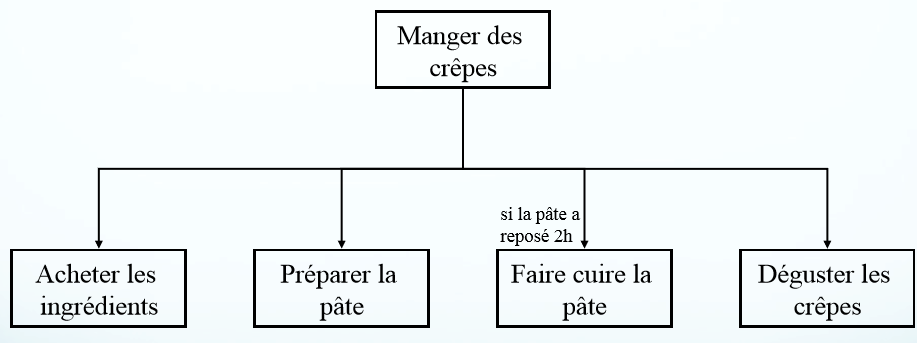 Manger des
crêpes
si la pâte a
reposé 2h
Acheter les
ingrédients
Préparer la
pâte
Faire cuire la
pâte
Déguster les
crêpes